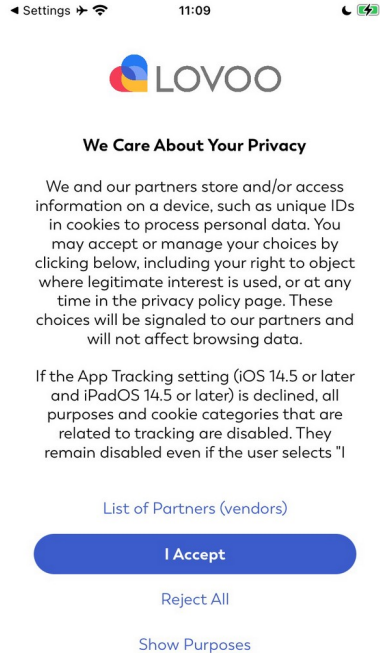 Settings
11:09
LOVOO
We Care About Your Privacy
We and our partners store and/or access
information on a device, such as unique IDs
in cookies to process personal data. You
may accept or manage your choices by
clicking below, including your right to object
where legitimate interest is used, or at any
time in the privacy policy page. These
choices will be signaled to our partners and
will not affect browsing data.
If the App Tracking setting (iOS 14.5 or later
and iPadOS 14.5 or later) is declined, all
purposes and cookie categories that are
related to tracking are disabled. They
remain disabled even if the user selects "I
List of Partners (vendors)
I Accept
Reject All
Show Purposes